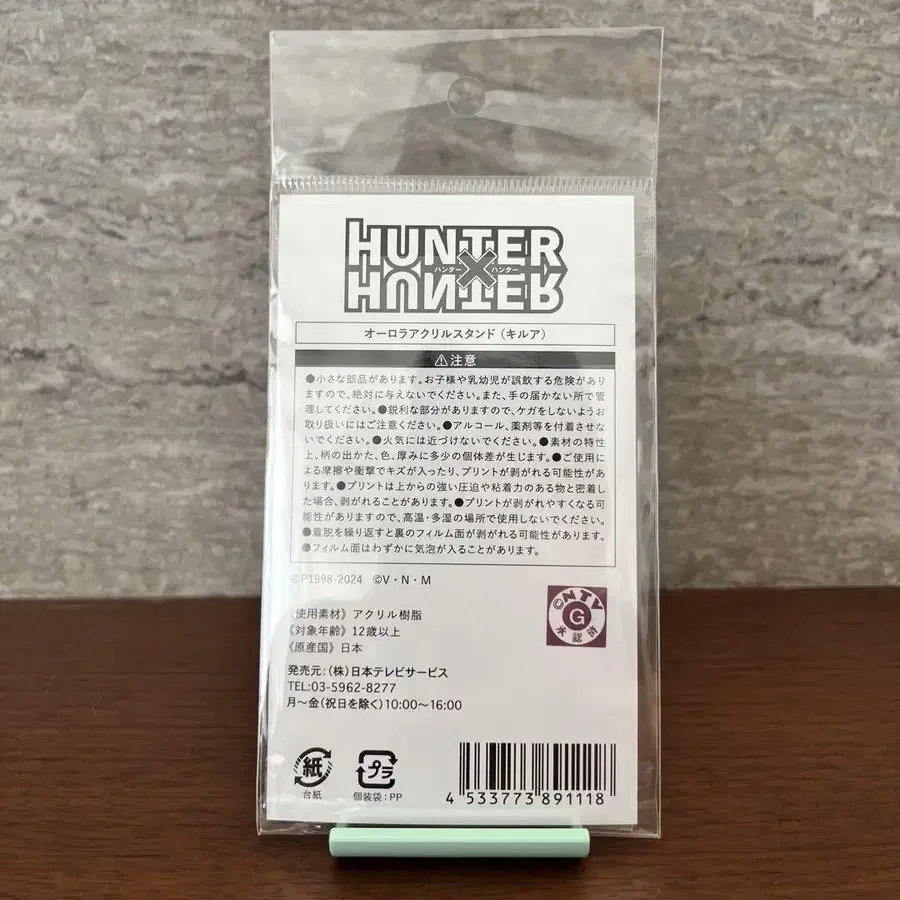 HUNTER
ハンター×ハンター
HUNTER
オーロラアクリルスタンド（キルア）
⚠注意
●小さな部品があります。お子様や乳幼児が誤飲する危険があり
ますので、絶対に与えないでください。また、手の届かない所で管
理してください。●鋭利な部分がありますので、ケガをしないようお
取り扱いにはご注意ください。●アルコール、薬剤等を付着させな
いでください。●火気には近づけないでください。●素材の特性
上、柄の出かた、色、厚みに多少の個体差が生じます。●ご使用に
よる摩擦や衝撃でキズが入ったり、プリントが剥がれる可能性があり
ます。●プリントは上からの強い圧迫や粘着力のある物と密着し
た場合、剥がれることがあります。●プリントが剥がれやすくなる可
能性がありますので、高温・多湿の場所で使用しないでください。
●着脱を繰り返すと裏のフィルム面が剥がれる可能性があります。
●フィルム面はわずかに気泡が入ることがあります。
©P1998-2024 ©V・N・M
《使用素材》アクリル樹脂
《対象年齢》12歳以上
《原産国》日本
©NTV
G
承認済
発売元：（株）日本テレビサービス
TEL:03-5962-8277
月～金（祝日を除く）10:00～16:00
紙
台紙
プラ
個装袋：PP
4 533773 891118